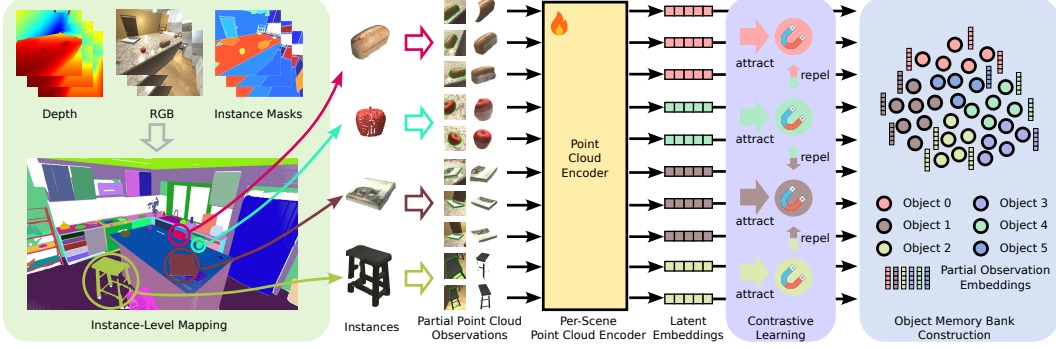 Depth
RGB
Instance Masks
Instance-Level Mapping
Instances
Partial Point Cloud
Observations
Point
Cloud
Encoder
Per-Scene
Point Cloud Encoder
Latent
Embeddings
attract
repel
attract
repel
attract
repel
attract
Contrastive
Learning
Object 0
Object 3
Object 1
Object 4
Object 2
Object 5
Partial Observation
Embeddings
Object Memory Bank
Construction